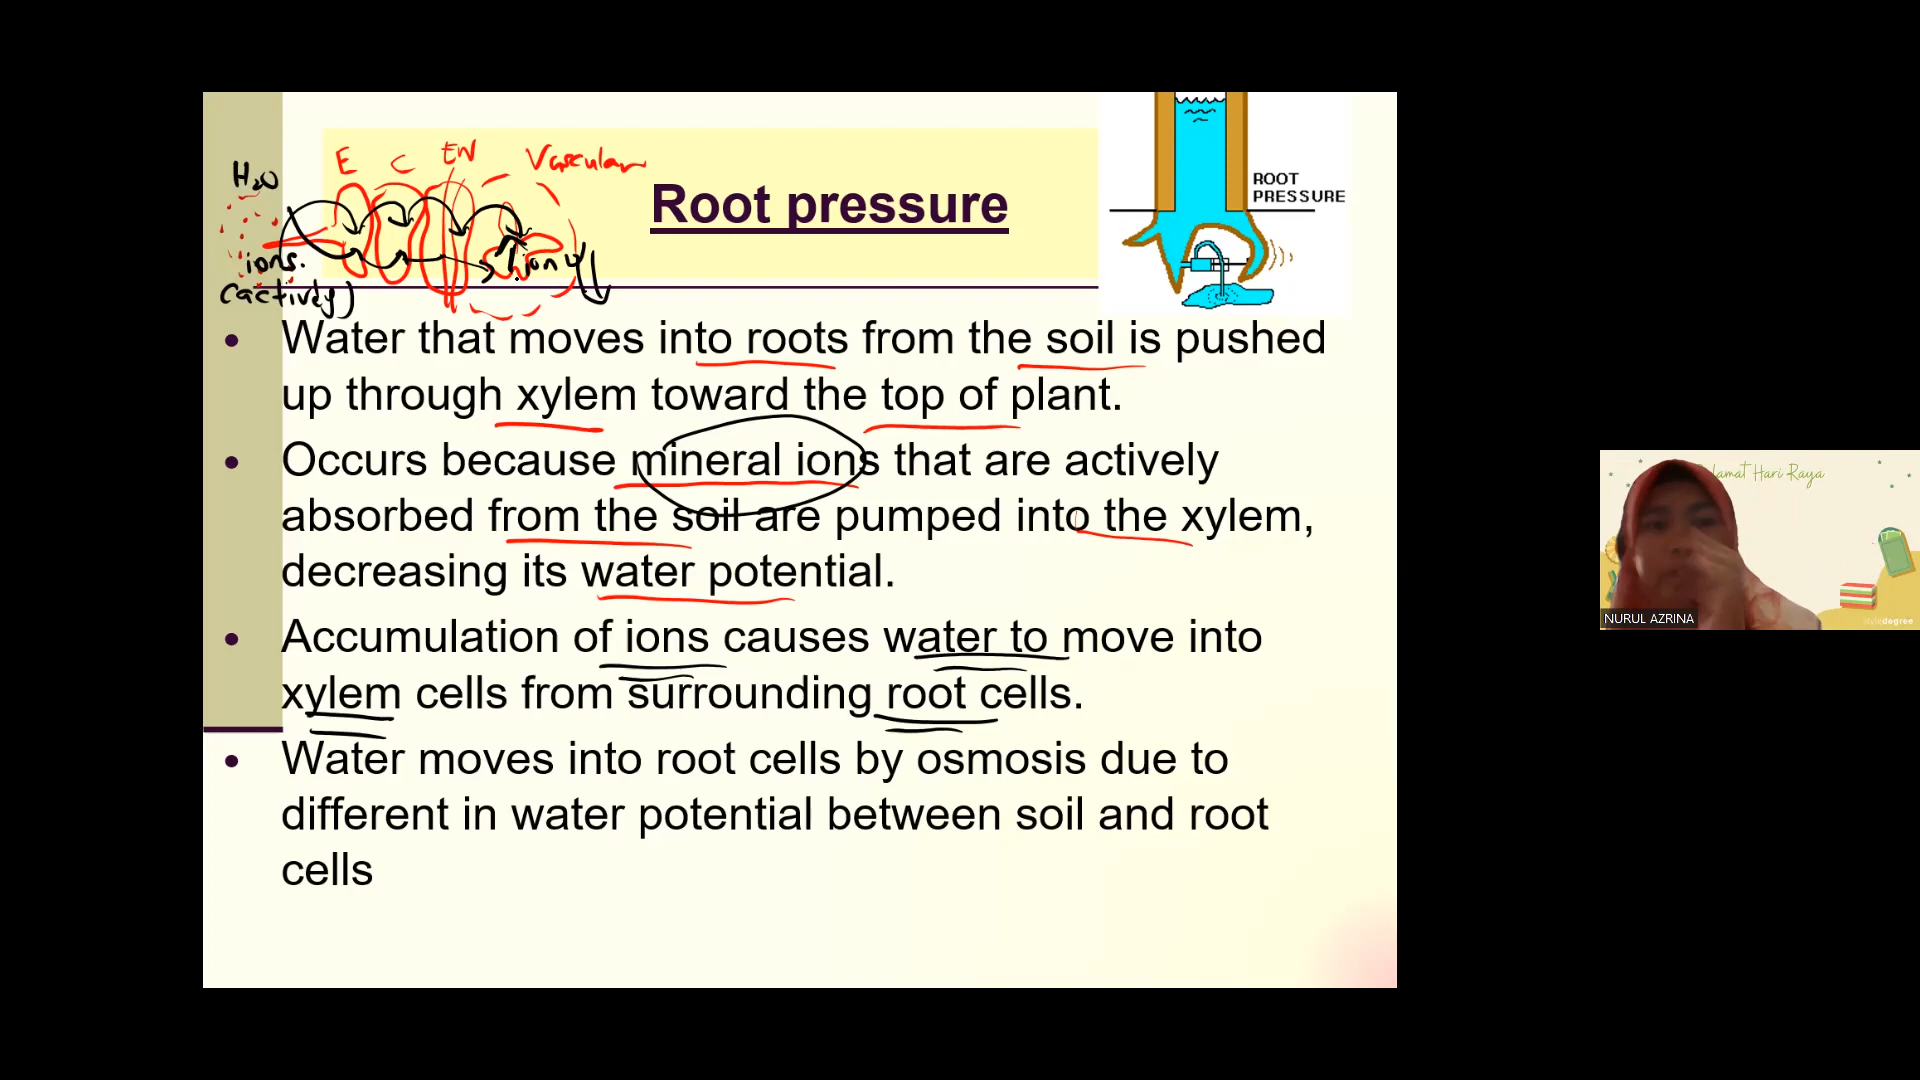 E C EN Vascular
H2O
ions.
(actively)
ion
Root pressure
ROOT
PRESSURE
• Water that moves into roots from the soil is pushed
up through xylem toward the top of plant.
• Occurs because mineral ions that are actively
absorbed from the soil are pumped into the xylem,
decreasing its water potential.
• Accumulation of ions causes water to move into
xylem cells from surrounding root cells.
• Water moves into root cells by osmosis due to
different in water potential between soil and root
cells
lamat Hari Raya
NURUL AZRINA